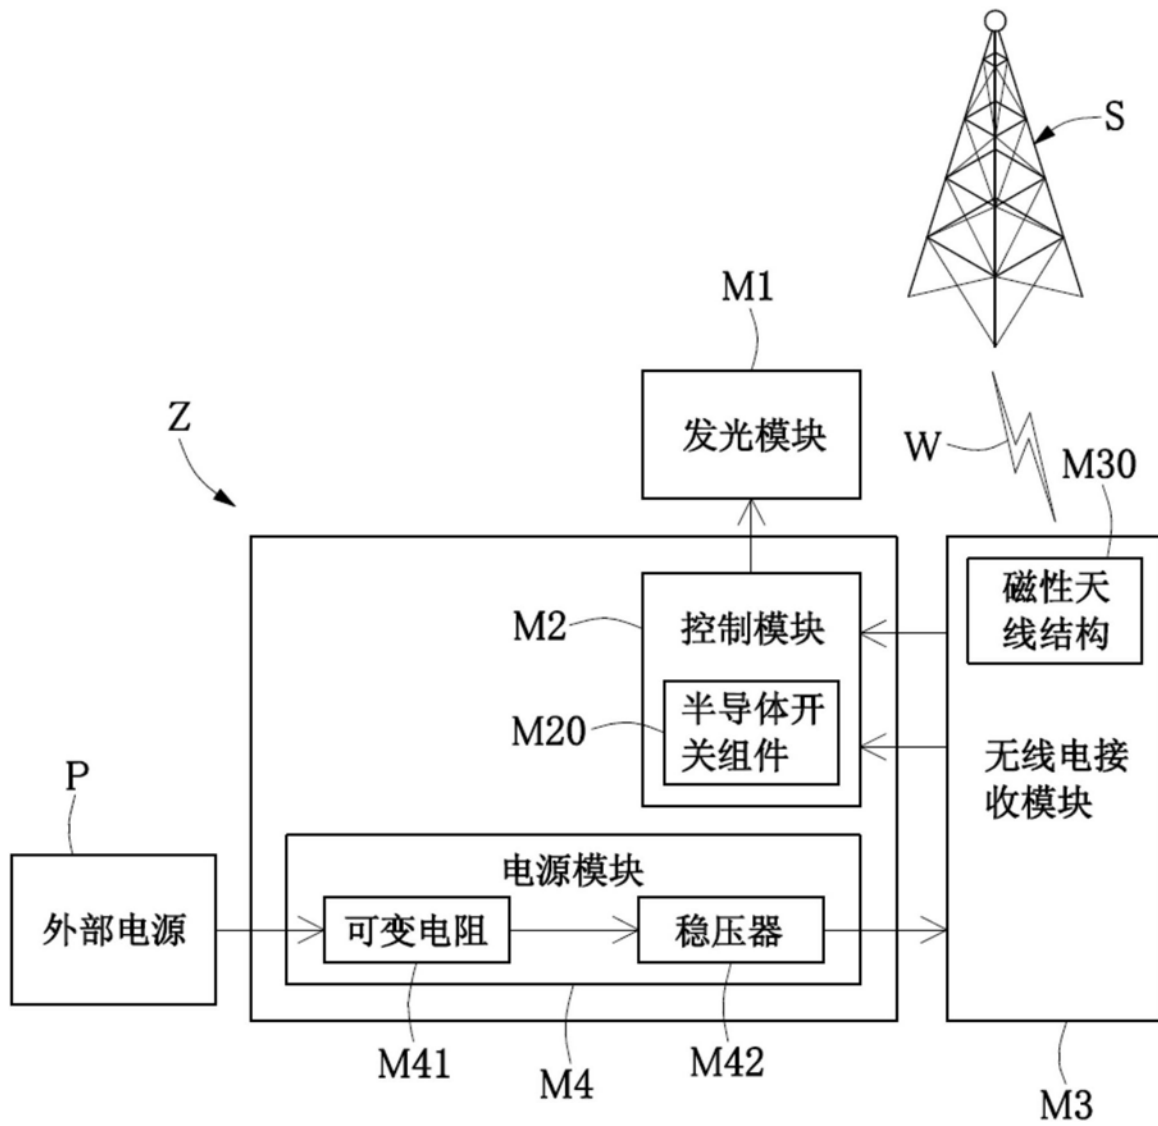 S
M1
发光模块
Z
W
M30
磁性天
线结构
M2
控制模块
M20
半导体开
关组件
无线电接
收模块
P
外部电源
电源模块
可变电阻
稳压器
M41
M4
M42
M3